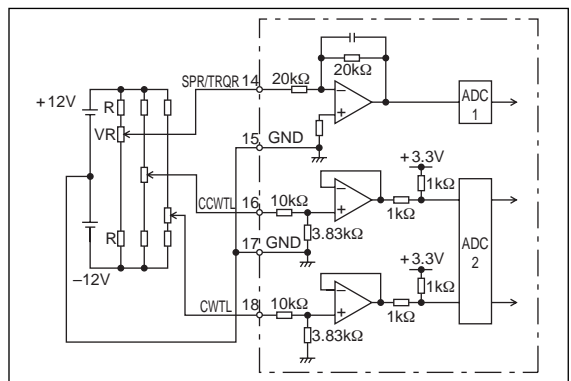 20kΩ
SPR/TRQR 14 20kΩ
+12V
R
VR
ADC
1
15 GND
+3.3V
1kΩ
CCWTL
16 10kΩ
1kΩ
3.83kΩ
R
17 GND
ADC
2
+3.3V
−12V
1kΩ
CWTL
18 10kΩ
1kΩ
3.83kΩ